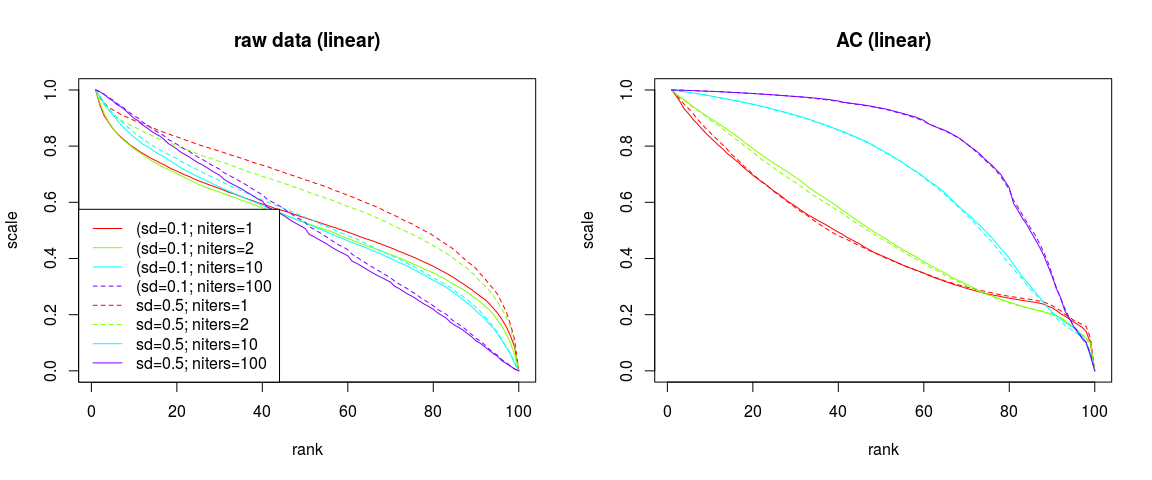 raw data (linear)
scale
1.0
0.8
0.6
0.4
0.2
0.0
(sd=0.1; niters=1
(sd=0.1; niters=2
(sd=0.1; niters=10
(sd=0.1; niters=100
sd=0.5; niters=1
sd=0.5; niters=2
sd=0.5; niters=10
sd=0.5; niters=100
0 20 40 60 80 100
rank
AC (linear)
scale
1.0
0.8
0.6
0.4
0.2
0.0
0 20 40 60 80 100
rank